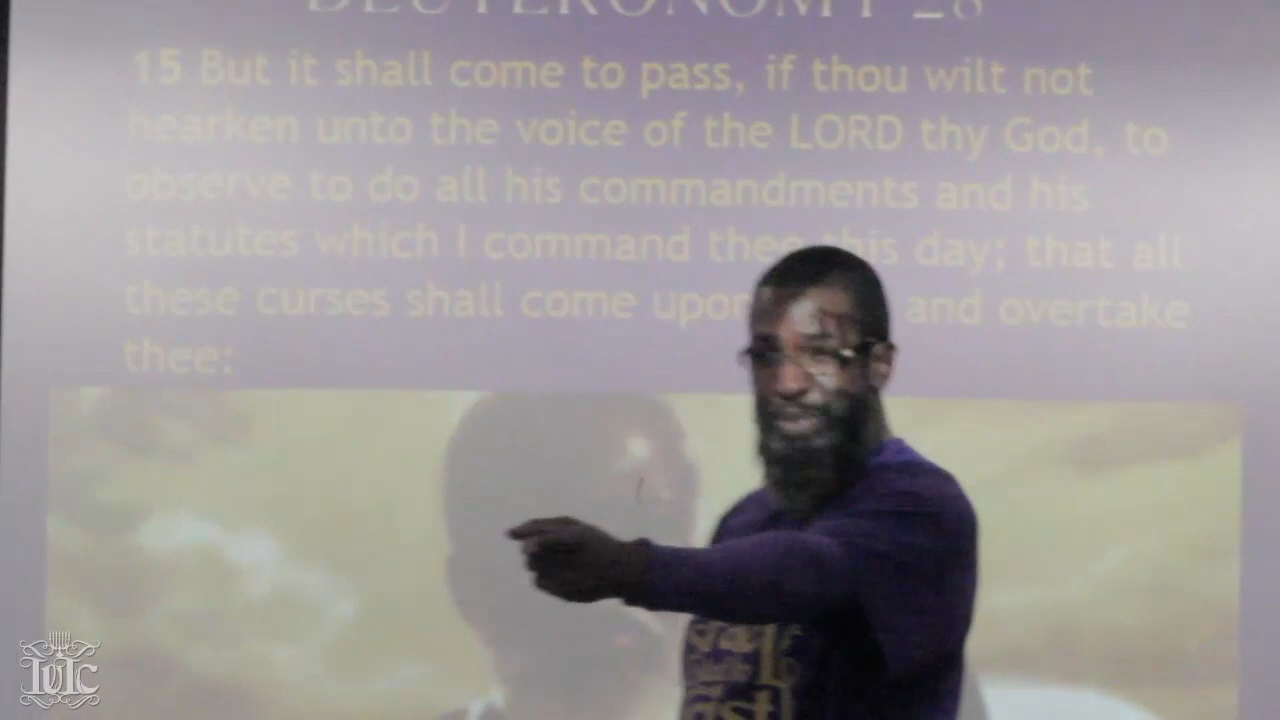 DEUTERONOMY 28
15 But it shall come to pass, if thou wilt not
hearken unto the voice of the LORD thy God, to
observe to do all his commandments and his
statutes which I command thee this day; that all
these curses shall come upon and overtake
thee:
IUIC